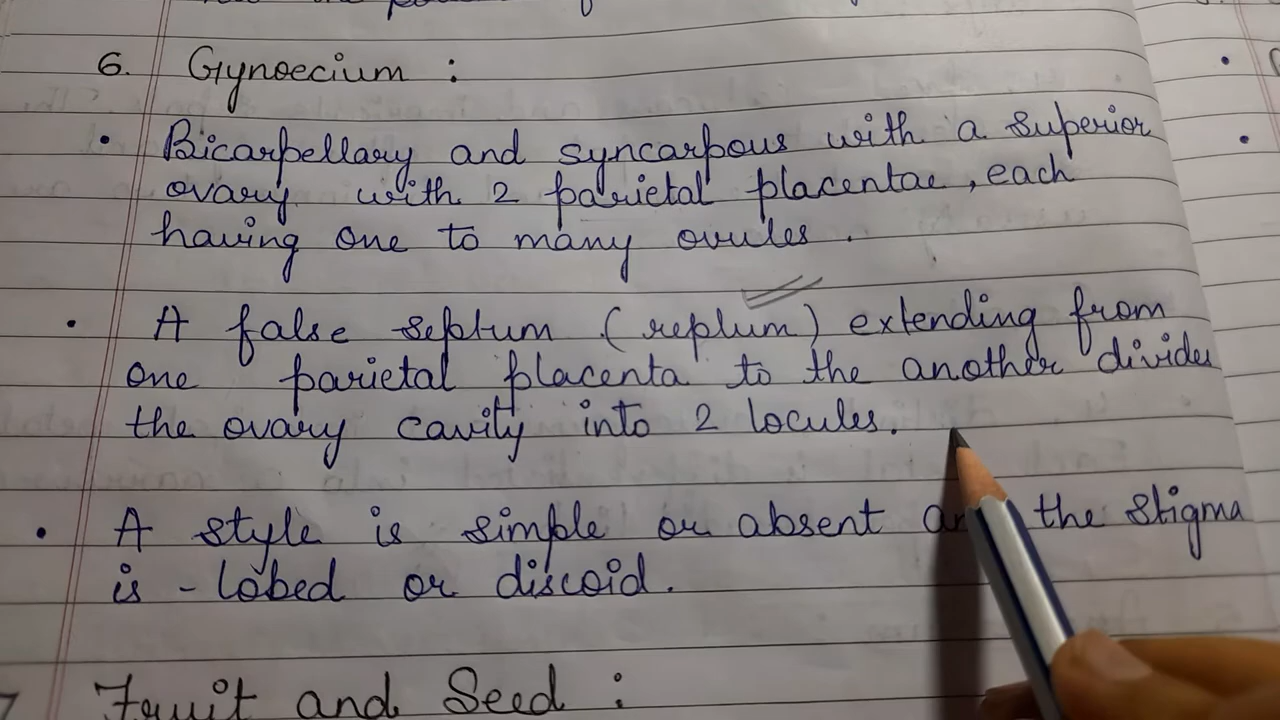 6. Gynoecium :
• Bicarpellary and syncarpous with a superior
ovary with 2 parietal placentae, each
having one to many ovules.
• A false septum (replum) extending from
one parietal placenta to the another divides
the ovary cavity into 2 locules.
• A style is simple or absent the stigma
is - lobed or discoid.
7 Fruit and Seed :